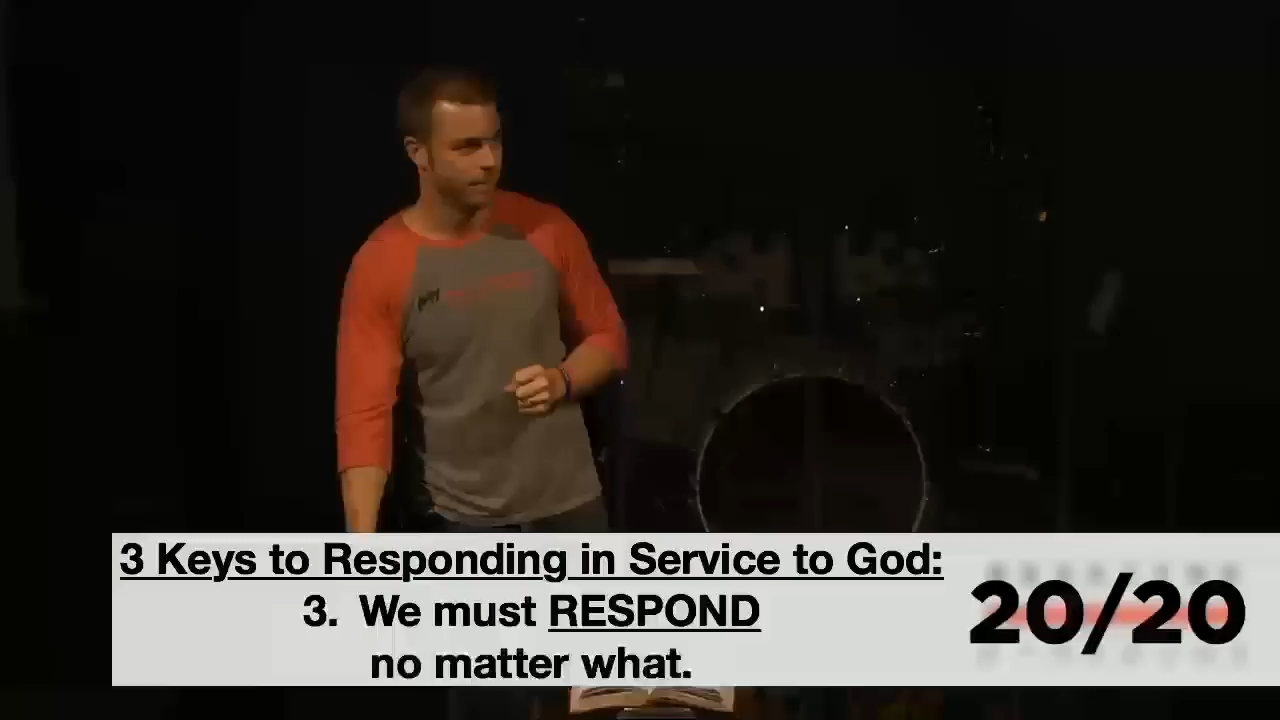 3 Keys to Responding in Service to God:
3. We must RESPOND
no matter what.
20/20